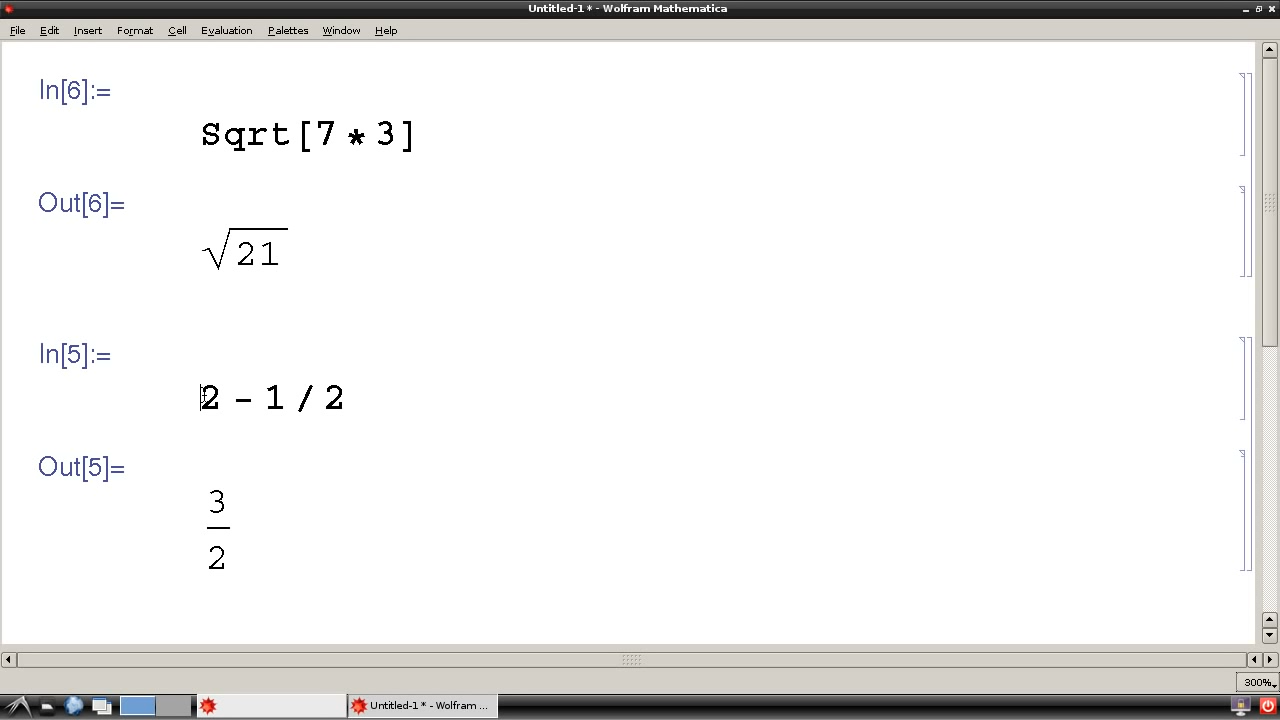 Untitled-1 * - Wolfram Mathematica
File Edit Insert Format Cell Evaluation Palettes Window Help
In[6]:=
Sqrt[7 * 3]
Out[6]=
√21
In[5]:=
2 - 1 / 2
Out[5]=
3
2
300%
Untitled-1 * - Wolfram ...